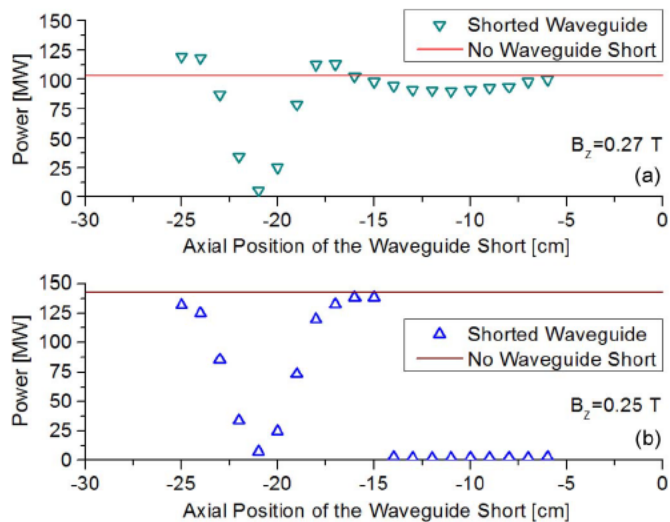 150
125
100
75
50
25
0
Power [MW]
Shorted Waveguide
No Waveguide Short
B_z=0.27 T
(a)
-30 -25 -20 -15 -10 -5 0
Axial Position of the Waveguide Short [cm]
150
125
100
75
50
25
0
Power [MW]
Shorted Waveguide
No Waveguide Short
B_z=0.25 T
(b)
-30 -25 -20 -15 -10 -5 0
Axial Position of the Waveguide Short [cm]